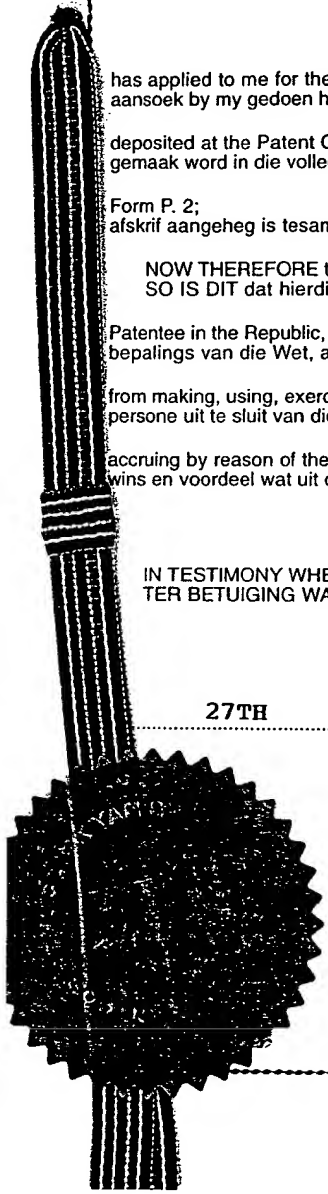 has applied to me for the
aansoek by my gedoen h
deposited at the Patent O
gemaak word in die volle
Form P. 2;
afskrif aangeheg is tesam
NOW THEREFORE t
SO IS DIT dat hierdi
Patentee in the Republic,
bepalings van die Wet, a
from making, using, exerc
persone uit te sluit van die
accruing by reason of the
wins en voordeel wat uit d
IN TESTIMONY WHE
TER BETUIGING WA
27TH